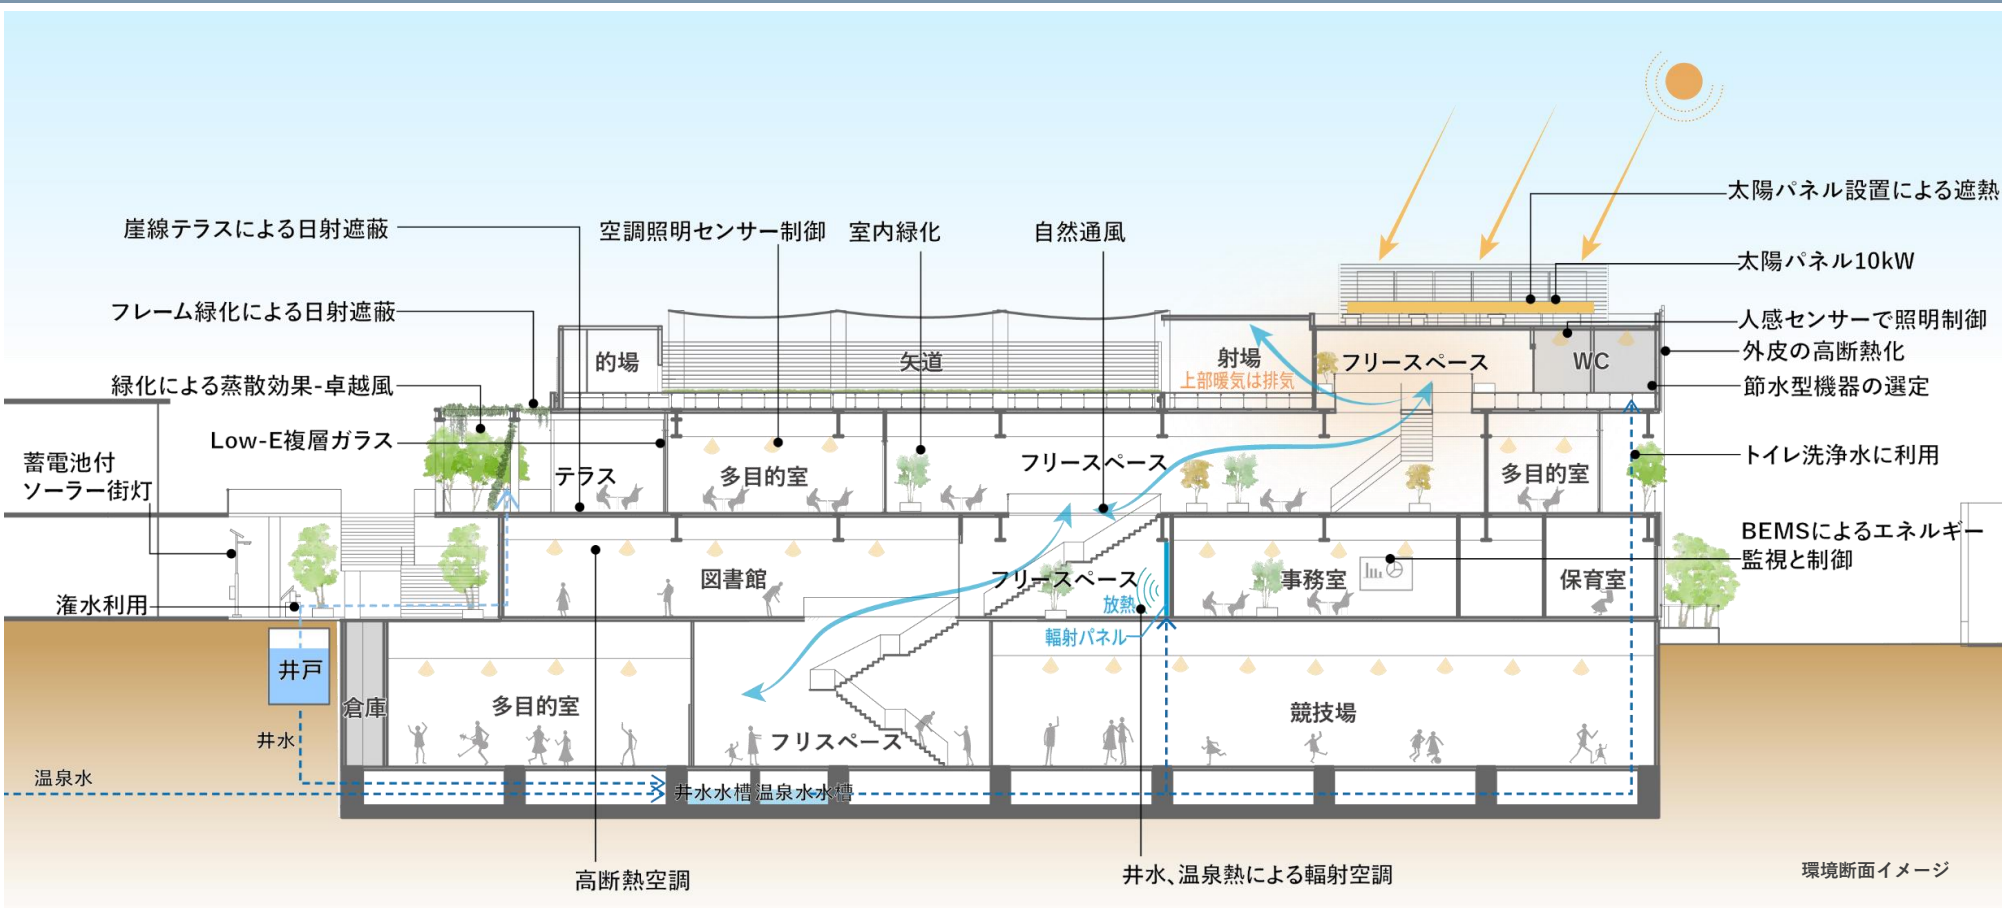 太陽パネル設置による遮熱
崖線テラスによる日射遮蔽
空調照明センサー制御
室内緑化
自然通風
太陽パネル10kW
フレーム緑化による日射遮蔽
人感センサーで照明制御
外皮の高断熱化
的場
矢道
射場
上部暖気は排気
フリースペース
WC
緑化による蒸散効果-卓越風
節水型機器の選定
Low-E複層ガラス
蓄電池付
ソーラー街灯
テラス
多目的室
フリースペース
多目的室
トイレ洗浄水に利用
BEMSによるエネルギー
監視と制御
図書館
フリースペース
放熱
輻射パネル
事務室
保育室
潅水利用
井戸
倉庫
多目的室
フリスペース
競技場
井水
温泉水
井水水槽
温泉水水槽
高断熱空調
井水、温泉熱による輻射空調
環境断面イメージ